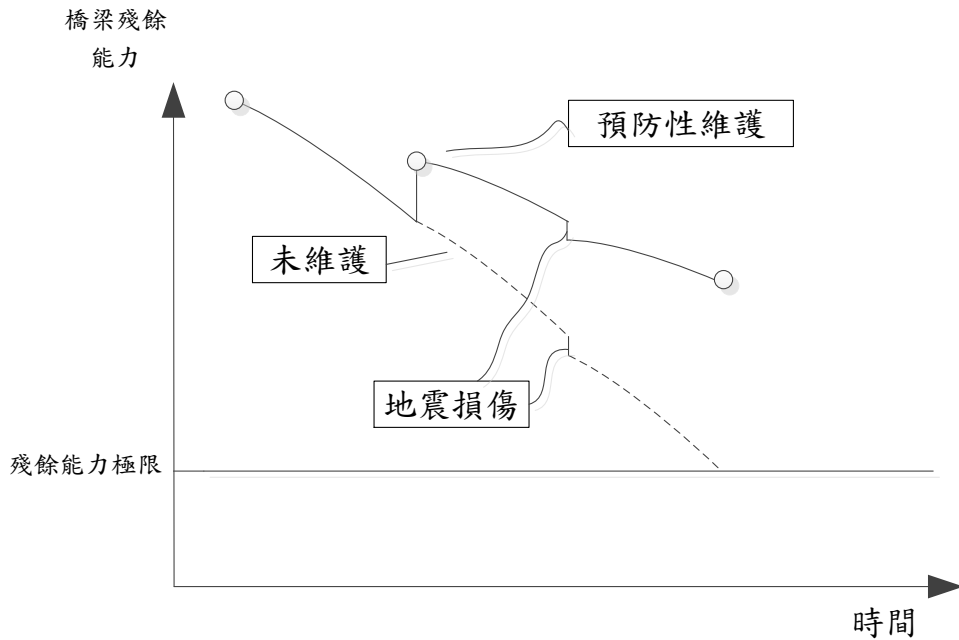 橋梁殘餘
能力
預防性維護
未維護
地震損傷
殘餘能力極限
時間